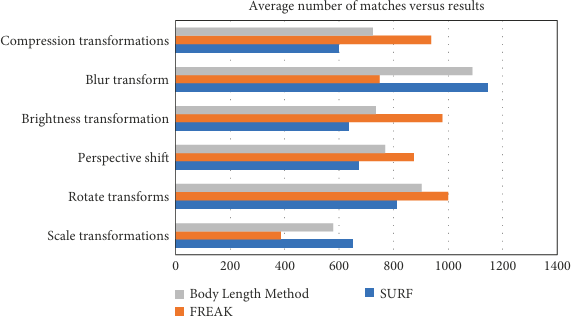 Average number of matches versus results
Compression transformations
Blur transform
Brightness transformation
Perspective shift
Rotate transforms
Scale transformations
0 200 400 600 800 1000 1200 1400
Body Length Method SURF
FREAK